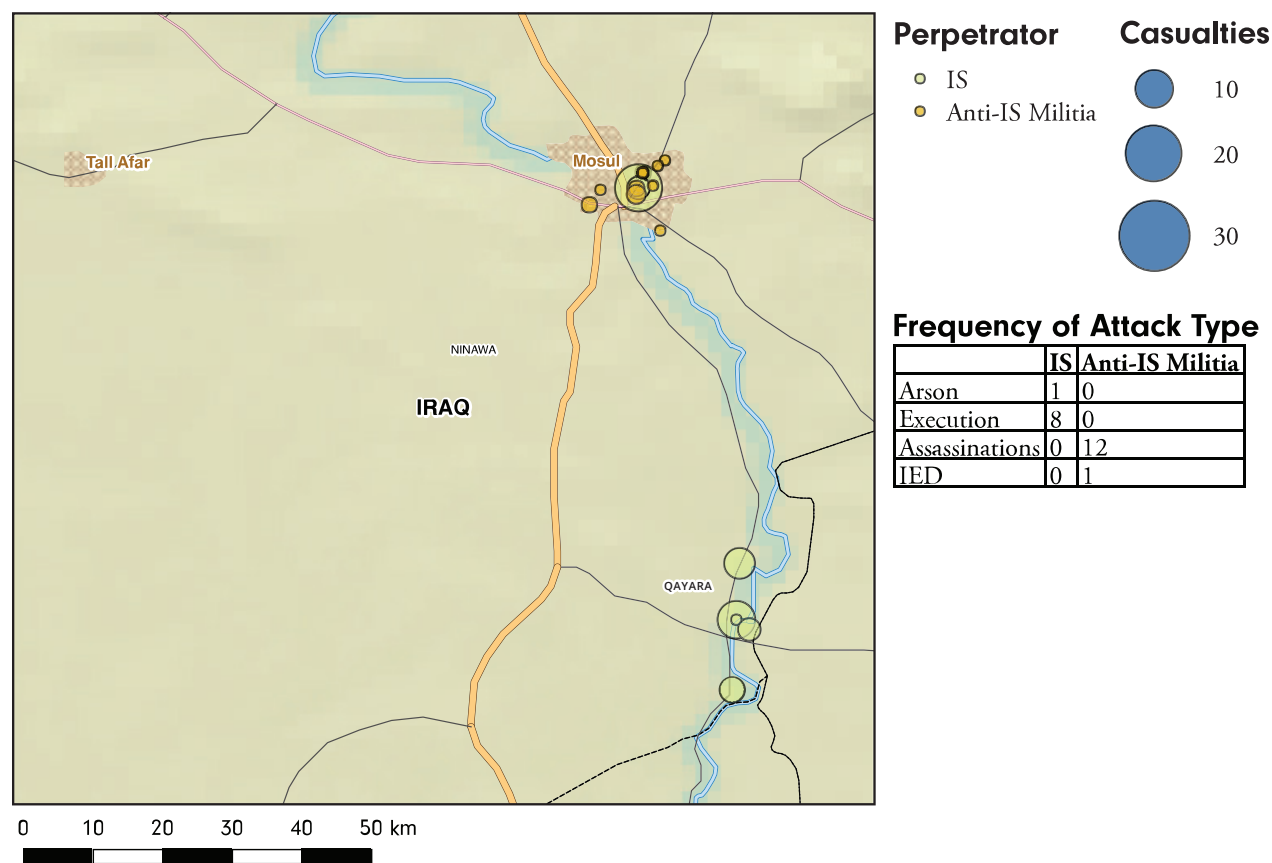 Tall Afar
Mosul
NINAWA
IRAQ
QAYARA
0 10 20 30 40 50 km
Perpetrator
IS
Anti-IS Militia
Casualties
10
20
30
Frequency of Attack Type
IS Anti-IS Militia
Arson 1 0
Execution 8 0
Assassinations 0 12
IED 0 1